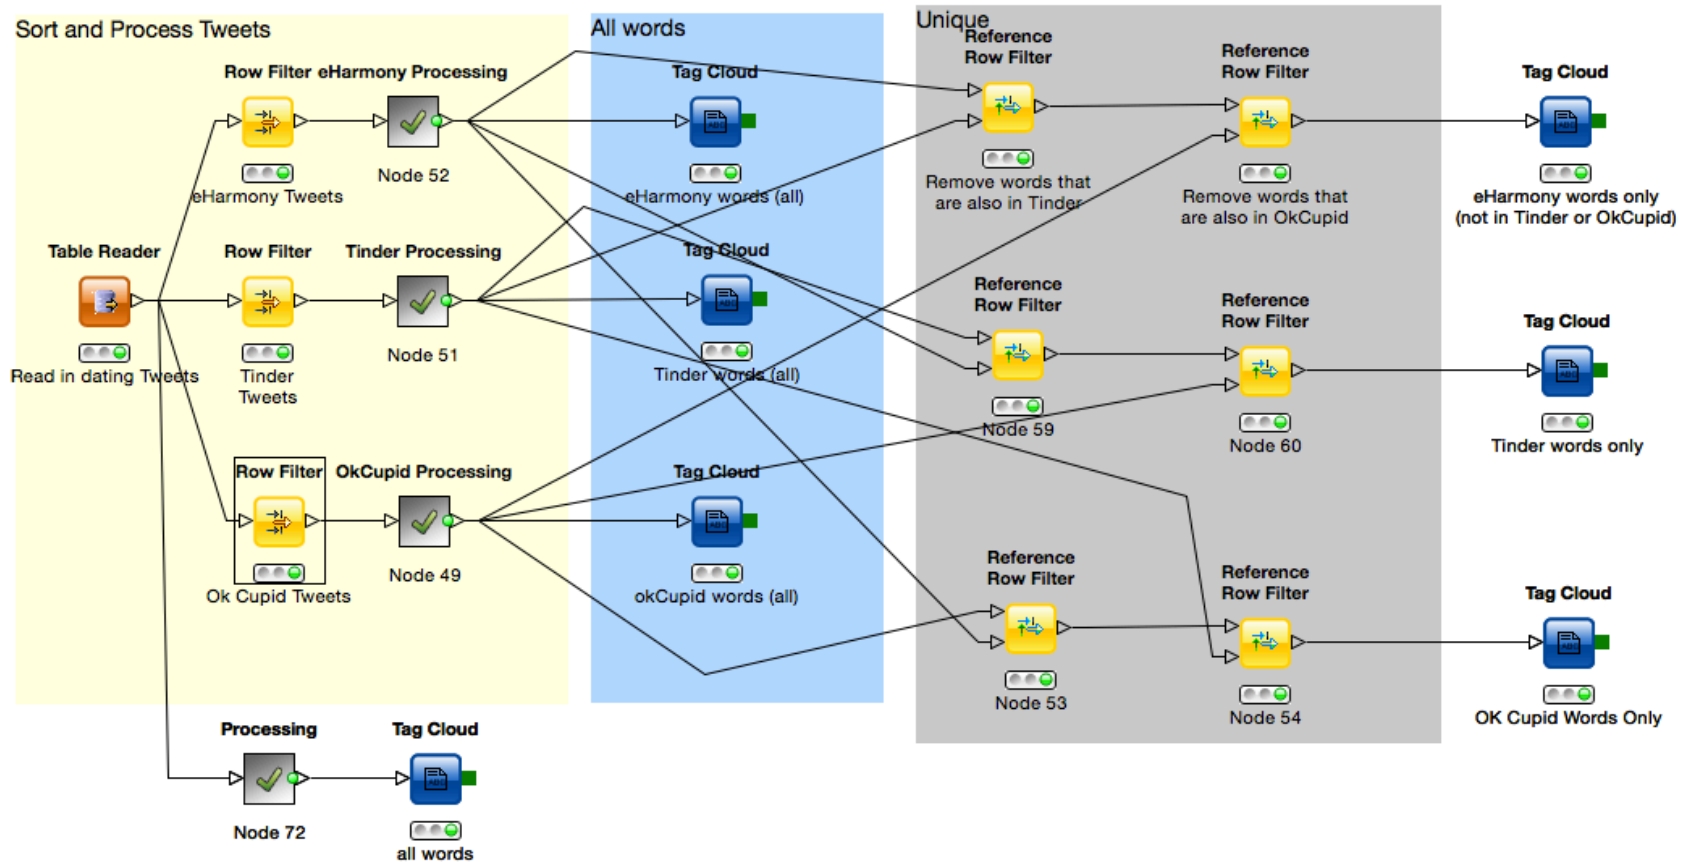 Sort and Process Tweets
All words
Unique
Row Filter
eHarmony Processing
Tag Cloud
Reference
Row Filter
Reference
Row Filter
Tag Cloud
eHarmony Tweets
Node 52
eHarmony words (all)
Remove words that
are also in Tinder
Remove words that
are also in OkCupid
eHarmony words only
(not in Tinder or OkCupid)
Table Reader
Row Filter
Tinder Processing
Tag Cloud
Reference
Row Filter
Reference
Row Filter
Tag Cloud
Read in dating Tweets
Tinder
Tweets
Node 51
Tinder words (all)
Node 59
Node 60
Tinder words only
Row Filter
OkCupid Processing
Tag Cloud
Reference
Row Filter
Reference
Row Filter
Tag Cloud
Ok Cupid Tweets
Node 49
okCupid words (all)
Node 53
Node 54
OK Cupid Words Only
Processing
Tag Cloud
Node 72
all words